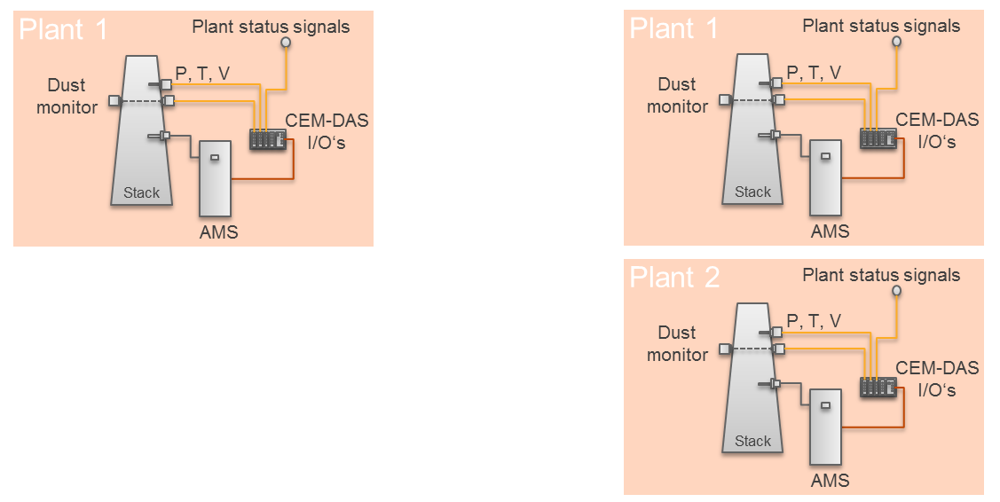 Plant 1
Plant status signals
P, T, V
Dust
monitor
CEM-DAS
I/O‘s
Stack
AMS
Plant 1
Plant status signals
P, T, V
Dust
monitor
CEM-DAS
I/O‘s
Stack
AMS
Plant 2
Plant status signals
P, T, V
Dust
monitor
CEM-DAS
I/O‘s
Stack
AMS